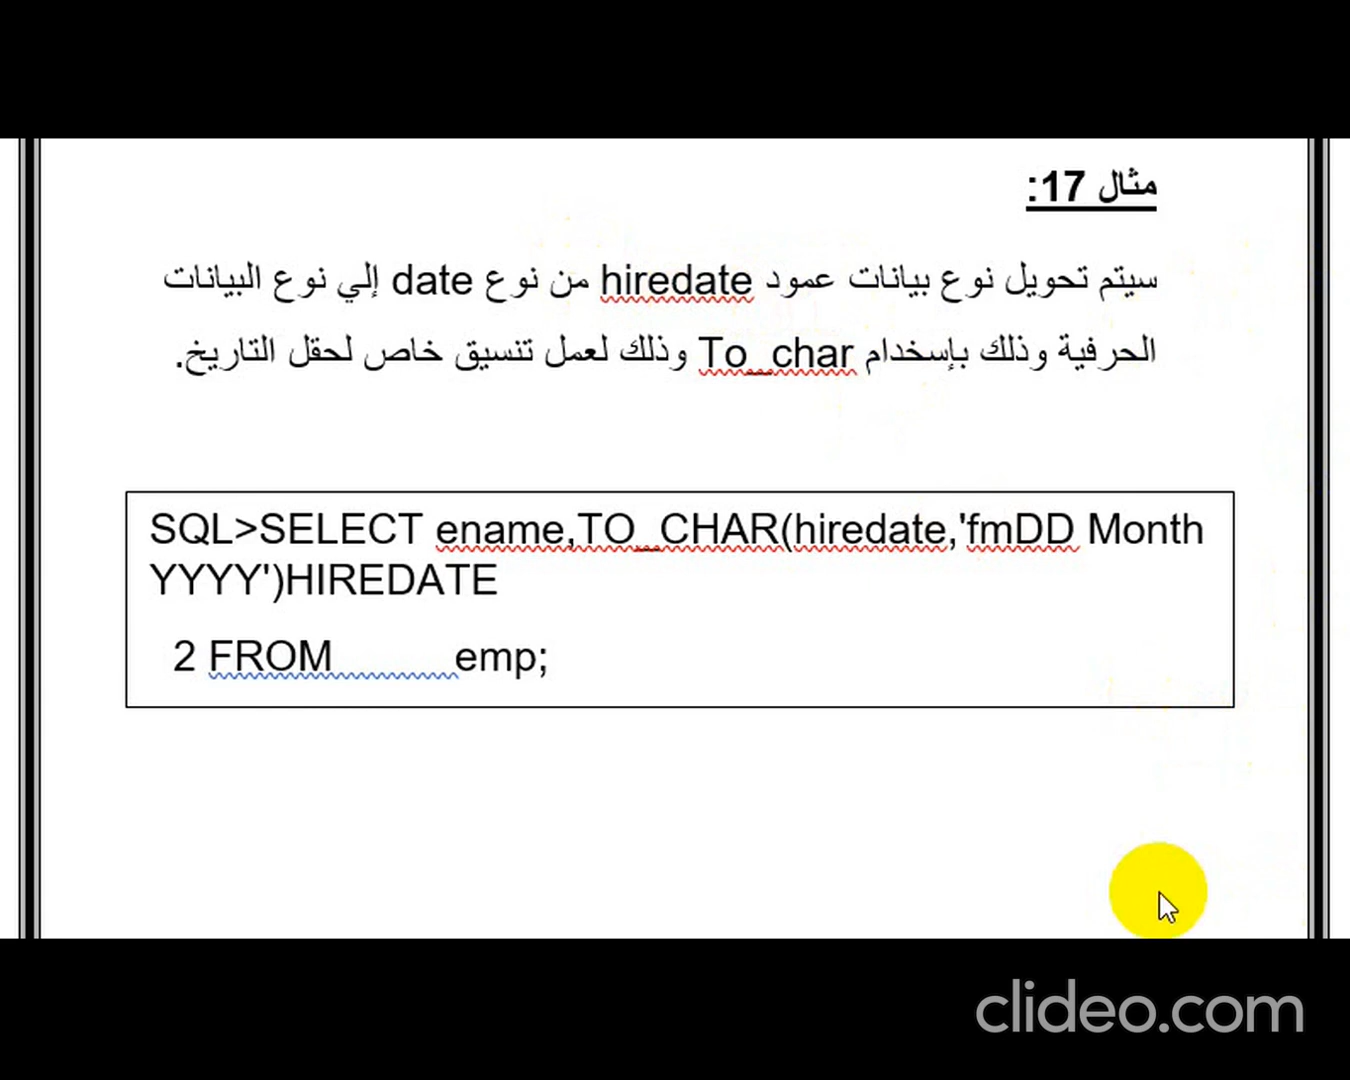 مثال 17:
سيتم تحويل نوع بيانات عمود hiredate من نوع date إلي نوع البيانات
الحرفية وذلك بإسخدام To_char وذلك لعمل تنسيق خاص لحقل التاريخ.
SQL>SELECT ename,TO_CHAR(hiredate,'fmDD Month
YYYY')HIREDATE
2 FROM emp;
clideo.com